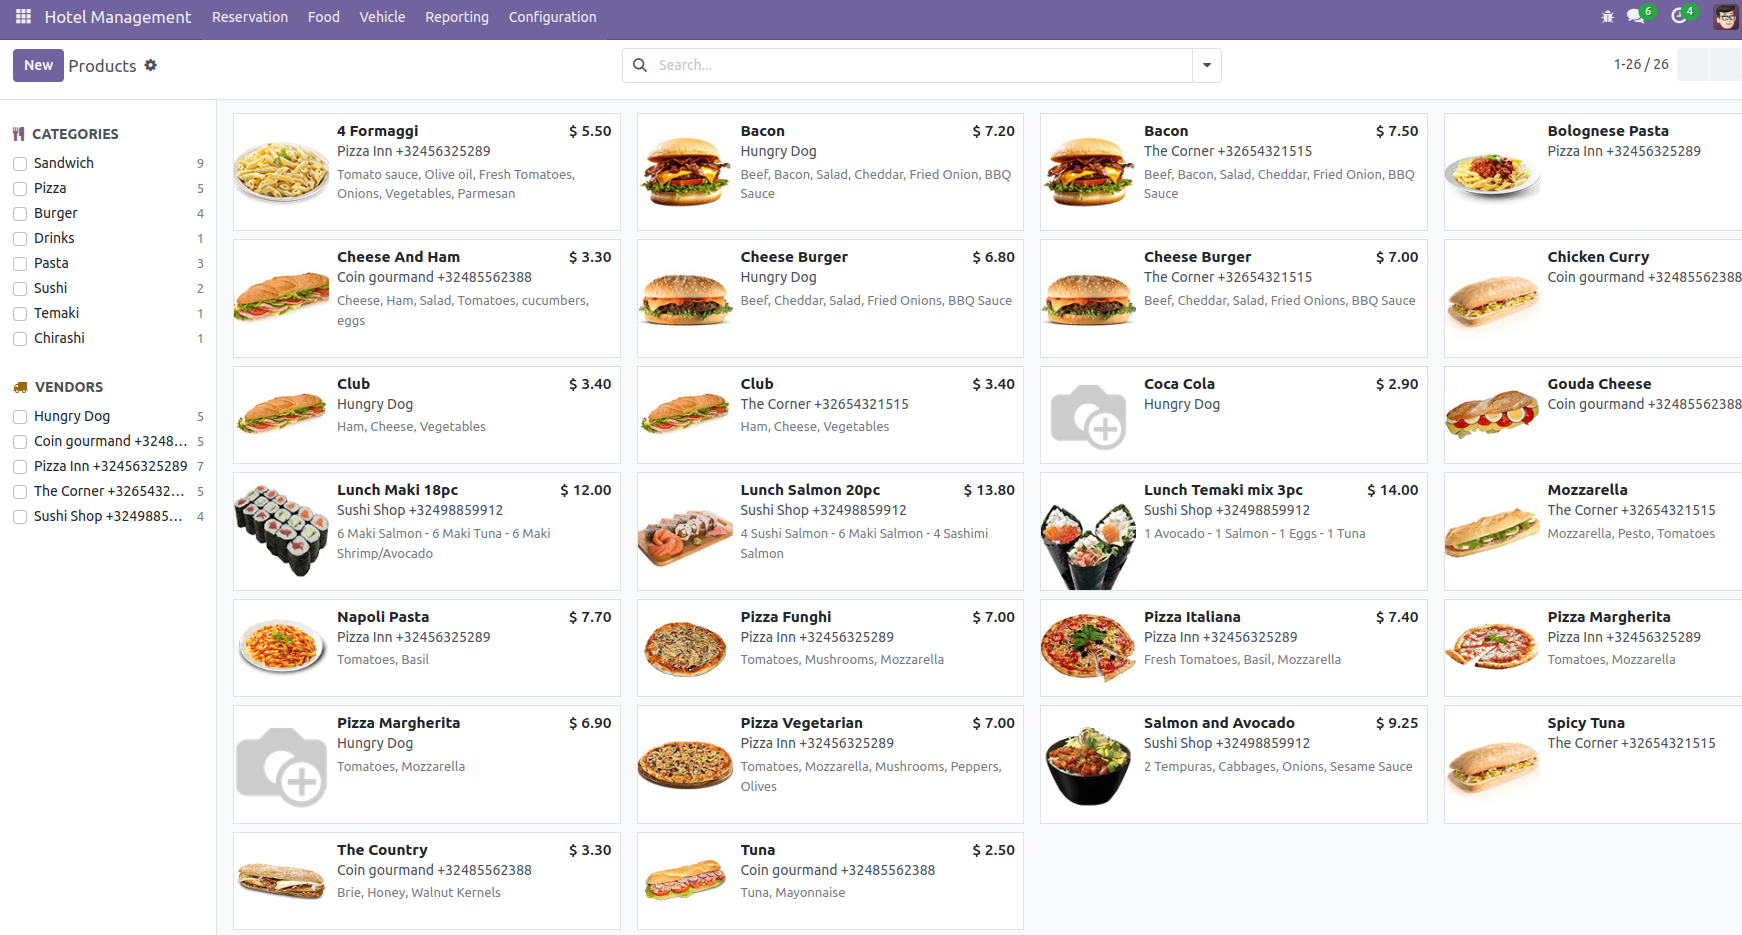 Hotel Management Reservation Food Vehicle Reporting Configuration 6 4
New Products Search... 1-26 / 26
CATEGORIES
Sandwich 9
Pizza 5
Burger 4
Drinks 1
Pasta 3
Sushi 2
Temaki 1
Chirashi 1
VENDORS
Hungry Dog 5
Coin gourmand +3248... 5
Pizza Inn +32456325289 7
The Corner +3265432... 5
Sushi Shop +3249885... 4
4 Formaggi $ 5.50
Pizza Inn +32456325289
Tomato sauce, Olive oil, Fresh Tomatoes,
Onions, Vegetables, Parmesan
Bacon $ 7.20
Hungry Dog
Beef, Bacon, Salad, Cheddar, Fried Onion, BBQ
Sauce
Bacon $ 7.50
The Corner +32654321515
Beef, Bacon, Salad, Cheddar, Fried Onion, BBQ
Sauce
Bolognese Pasta
Pizza Inn +32456325289
Cheese And Ham $ 3.30
Coin gourmand +32485562388
Cheese, Ham, Salad, Tomatoes, cucumbers,
eggs
Cheese Burger $ 6.80
Hungry Dog
Beef, Cheddar, Salad, Fried Onions, BBQ Sauce
Cheese Burger $ 7.00
The Corner +32654321515
Beef, Cheddar, Salad, Fried Onions, BBQ Sauce
Chicken Curry
Coin gourmand +32485562388
Club $ 3.40
Hungry Dog
Ham, Cheese, Vegetables
Club $ 3.40
The Corner +32654321515
Ham, Cheese, Vegetables
Coca Cola $ 2.90
Hungry Dog
Gouda Cheese
Coin gourmand +32485562388
Lunch Maki 18pc $ 12.00
Sushi Shop +32498859912
6 Maki Salmon - 6 Maki Tuna - 6 Maki
Shrimp/Avocado
Lunch Salmon 20pc $ 13.80
Sushi Shop +32498859912
4 Sushi Salmon - 6 Maki Salmon - 4 Sashimi
Salmon
Lunch Temaki mix 3pc $ 14.00
Sushi Shop +32498859912
1 Avocado - 1 Salmon - 1 Eggs - 1 Tuna
Mozzarella
The Corner +32654321515
Mozzarella, Pesto, Tomatoes
Napoli Pasta $ 7.70
Pizza Inn +32456325289
Tomatoes, Basil
Pizza Funghi $ 7.00
Pizza Inn +32456325289
Tomatoes, Mushrooms, Mozzarella
Pizza Italiana $ 7.40
Pizza Inn +32456325289
Fresh Tomatoes, Basil, Mozzarella
Pizza Margherita
Pizza Inn +32456325289
Tomatoes, Mozzarella
Pizza Margherita $ 6.90
Hungry Dog
Tomatoes, Mozzarella
Pizza Vegetarian $ 7.00
Pizza Inn +32456325289
Tomatoes, Mozzarella, Mushrooms, Peppers,
Olives
Salmon and Avocado $ 9.25
Sushi Shop +32498859912
2 Tempuras, Cabbages, Onions, Sesame Sauce
Spicy Tuna
The Corner +32654321515
The Country $ 3.30
Coin gourmand +32485562388
Brie, Honey, Walnut Kernels
Tuna $ 2.50
Coin gourmand +32485562388
Tuna, Mayonnaise